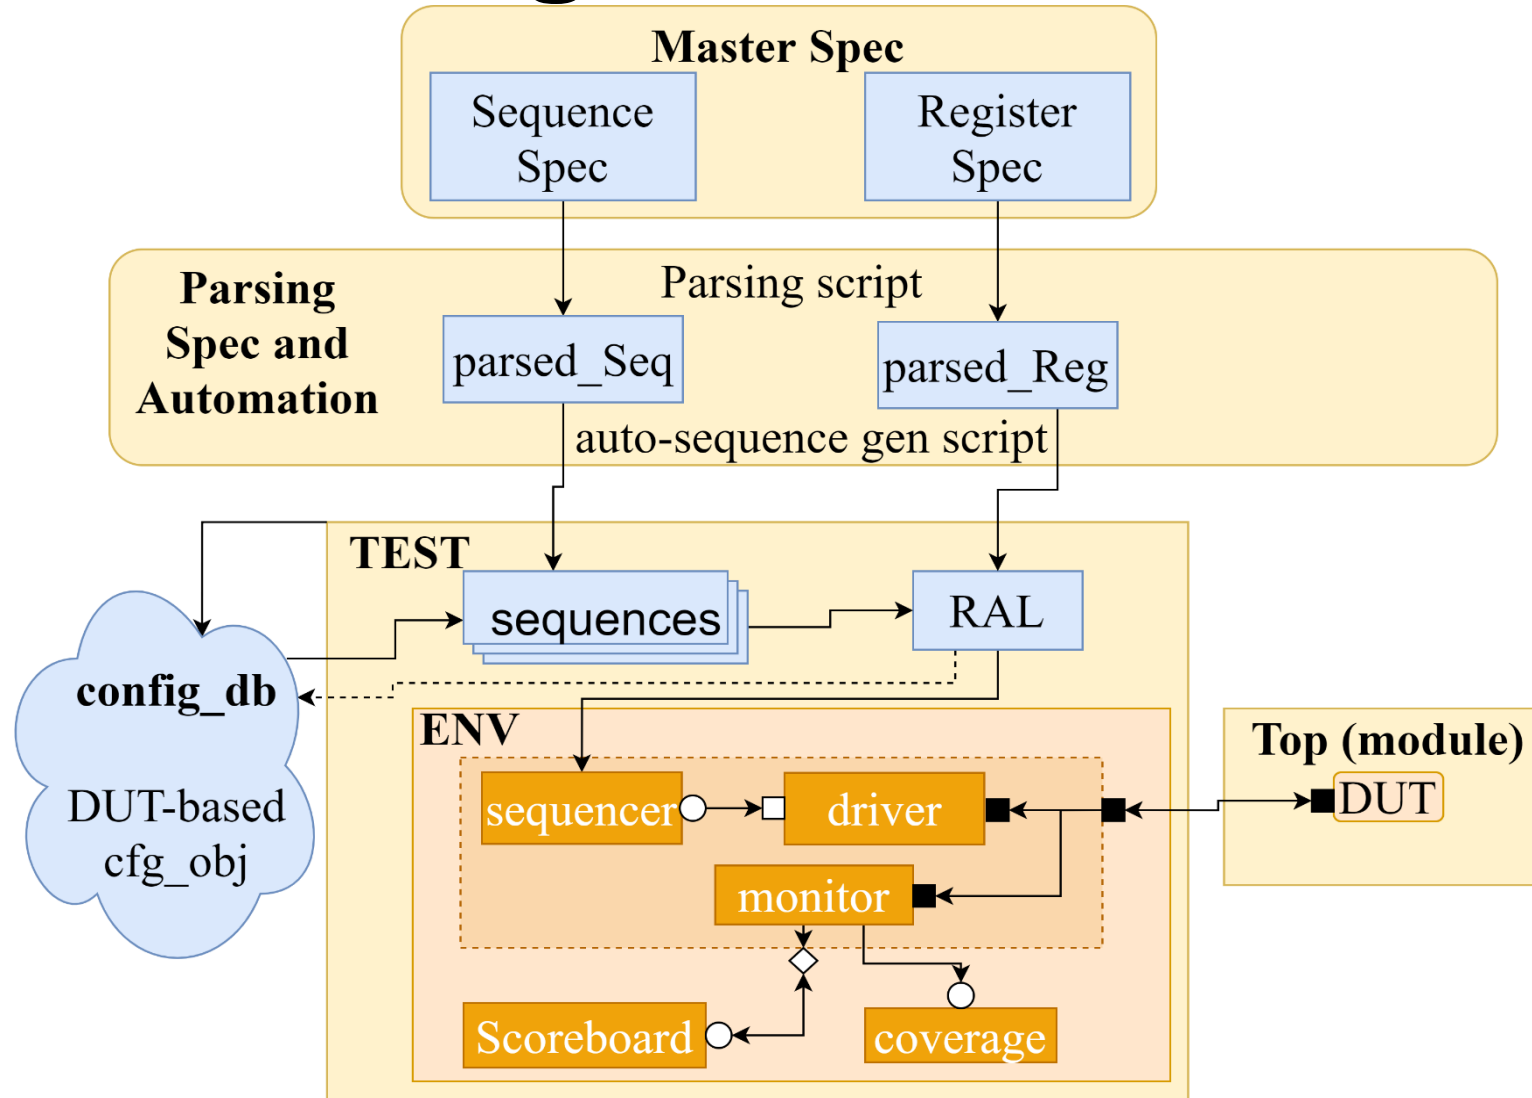 Master Spec
Sequence
Spec
Register
Spec
Parsing
Spec and
Automation
Parsing script
parsed_Seq
parsed_Reg
auto-sequence gen script
TEST
sequences
RAL
config_db
DUT-based
cfg_obj
ENV
sequencer
driver
monitor
Scoreboard
coverage
Top (module)
DUT